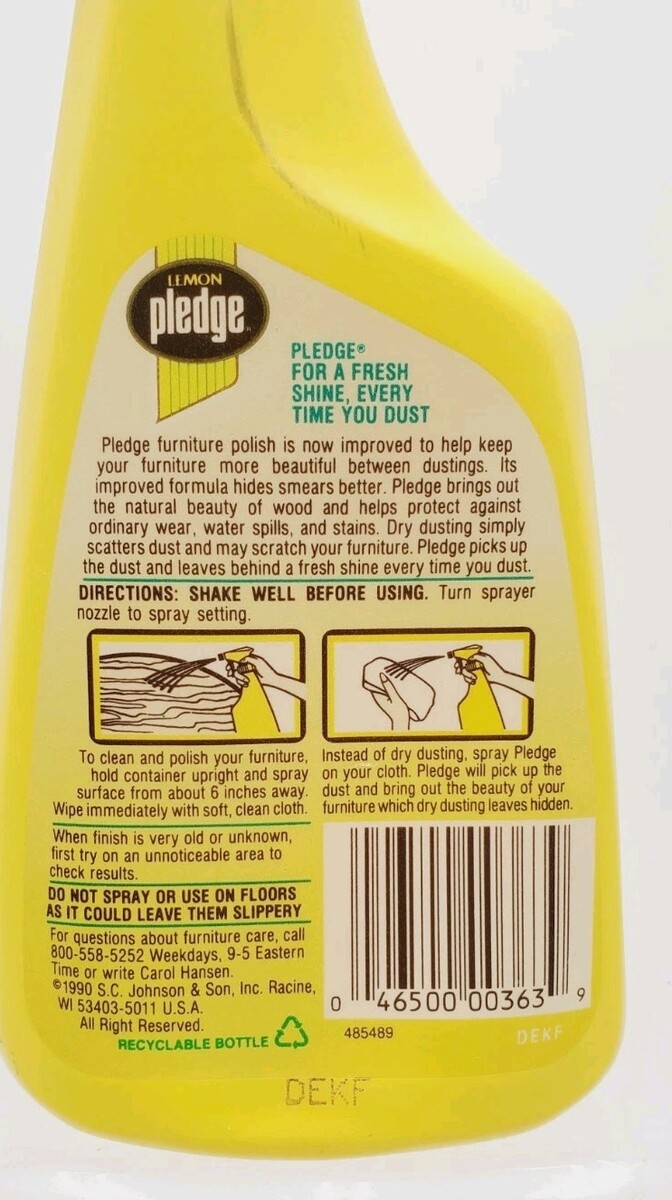 LEMON
pledge
PLEDGE®
FOR A FRESH
SHINE, EVERY
TIME YOU DUST
Pledge furniture polish is now improved to help keep
your furniture more beautiful between dustings. Its
improved formula hides smears better. Pledge brings out
the natural beauty of wood and helps protect against
ordinary wear, water spills, and stains. Dry dusting simply
scatters dust and may scratch your furniture. Pledge picks up
the dust and leaves behind a fresh shine every time you dust.
DIRECTIONS: SHAKE WELL BEFORE USING. Turn sprayer
nozzle to spray setting.
To clean and polish your furniture,
hold container upright and spray
surface from about 6 inches away.
Wipe immediately with soft, clean cloth.
Instead of dry dusting, spray Pledge
on your cloth. Pledge will pick up the
dust and bring out the beauty of your
furniture which dry dusting leaves hidden.
When finish is very old or unknown,
first try on an unnoticeable area to
check results.
DO NOT SPRAY OR USE ON FLOORS
AS IT COULD LEAVE THEM SLIPPERY
For questions about furniture care, call
800-558-5252 Weekdays, 9-5 Eastern
Time or write Carol Hansen.
©1990 S.C. Johnson & Son, Inc. Racine,
WI 53403-5011 U.S.A.
All Right Reserved.
RECYCLABLE BOTTLE
0 46500 00363 9
485489
DEKF
DEKF